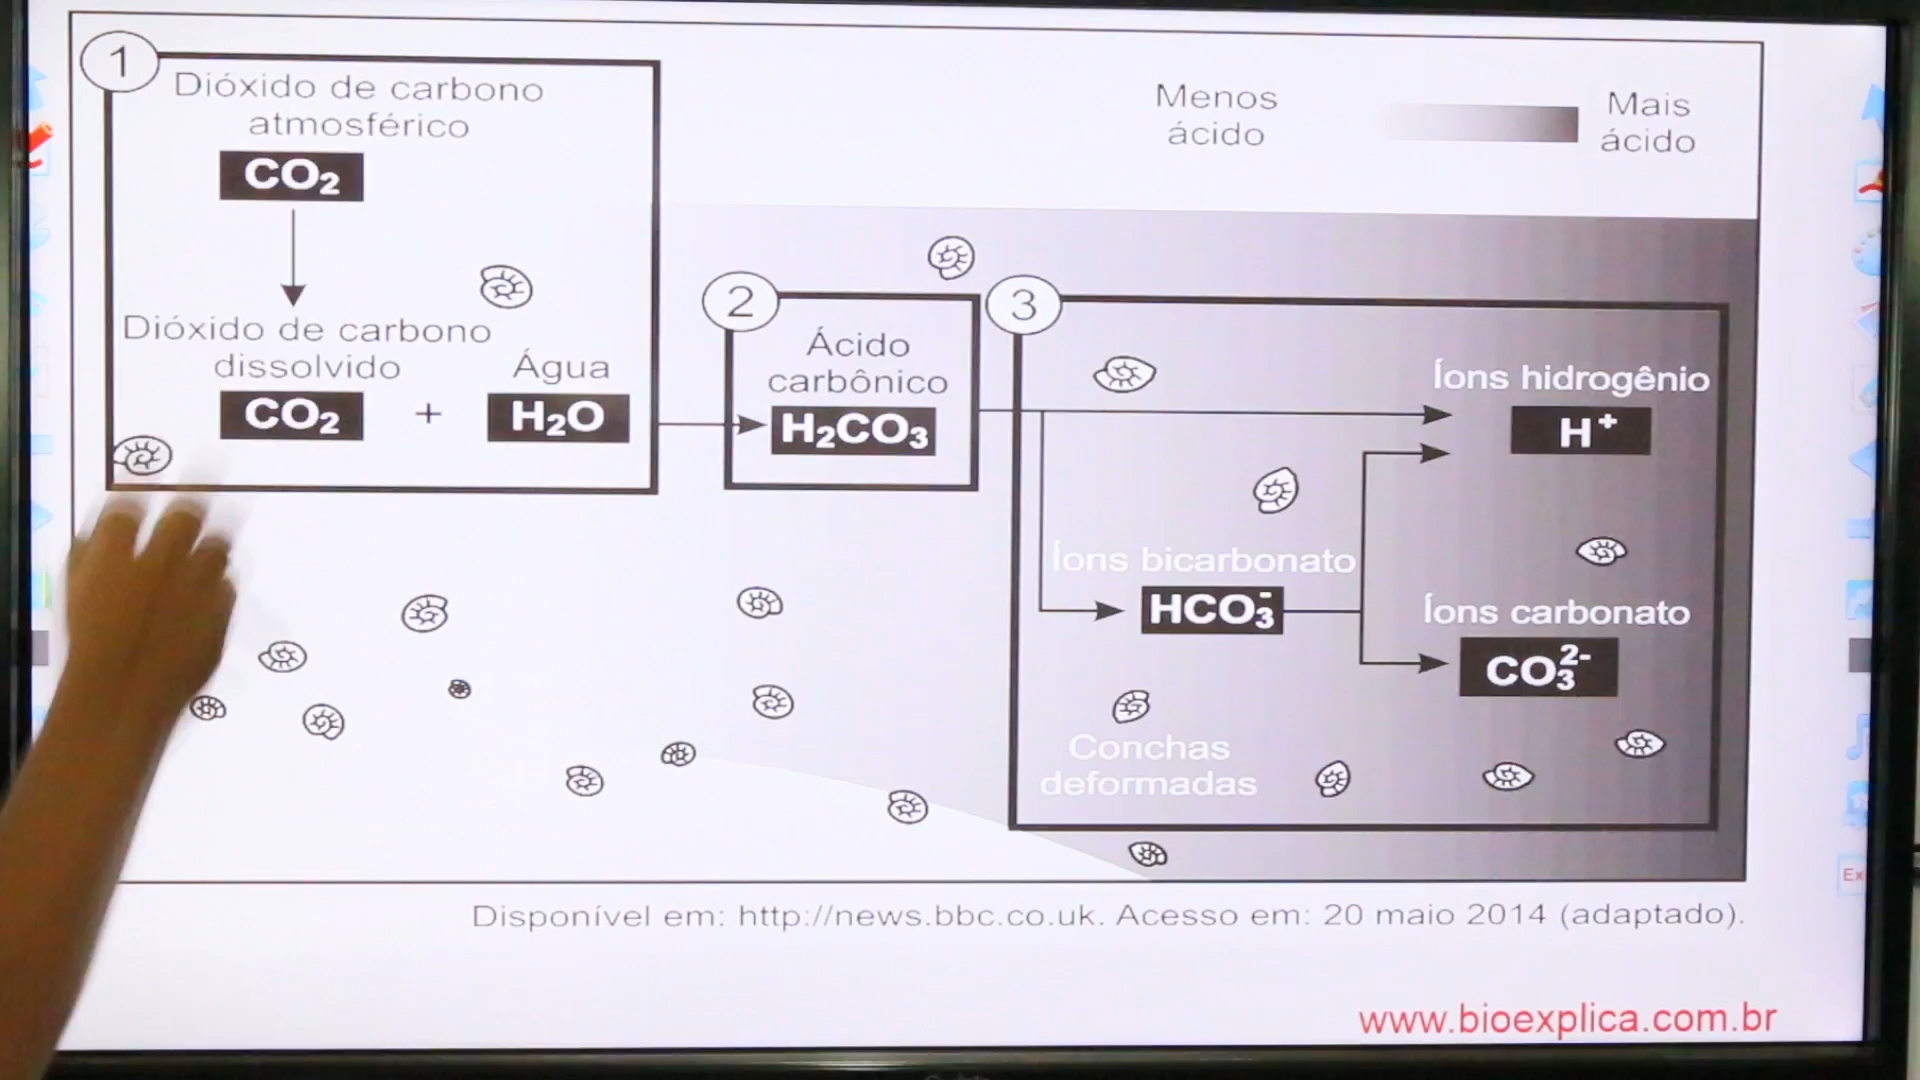 1
Dióxido de carbono
atmosférico
CO₂
Dióxido de carbono
dissolvido
CO₂ + 
Água
H₂O
2
Ácido
carbônico
H₂CO₃
Menos
ácido
Mais
ácido
3
Íons hidrogênio
H⁺
Íons bicarbonato
HCO₃⁻
Íons carbonato
CO₃²⁻
Conchas
deformadas
Disponível em: http://news.bbc.co.uk. Acesso em: 20 maio 2014 (adaptado).
www.bioexplica.com.br
Ex